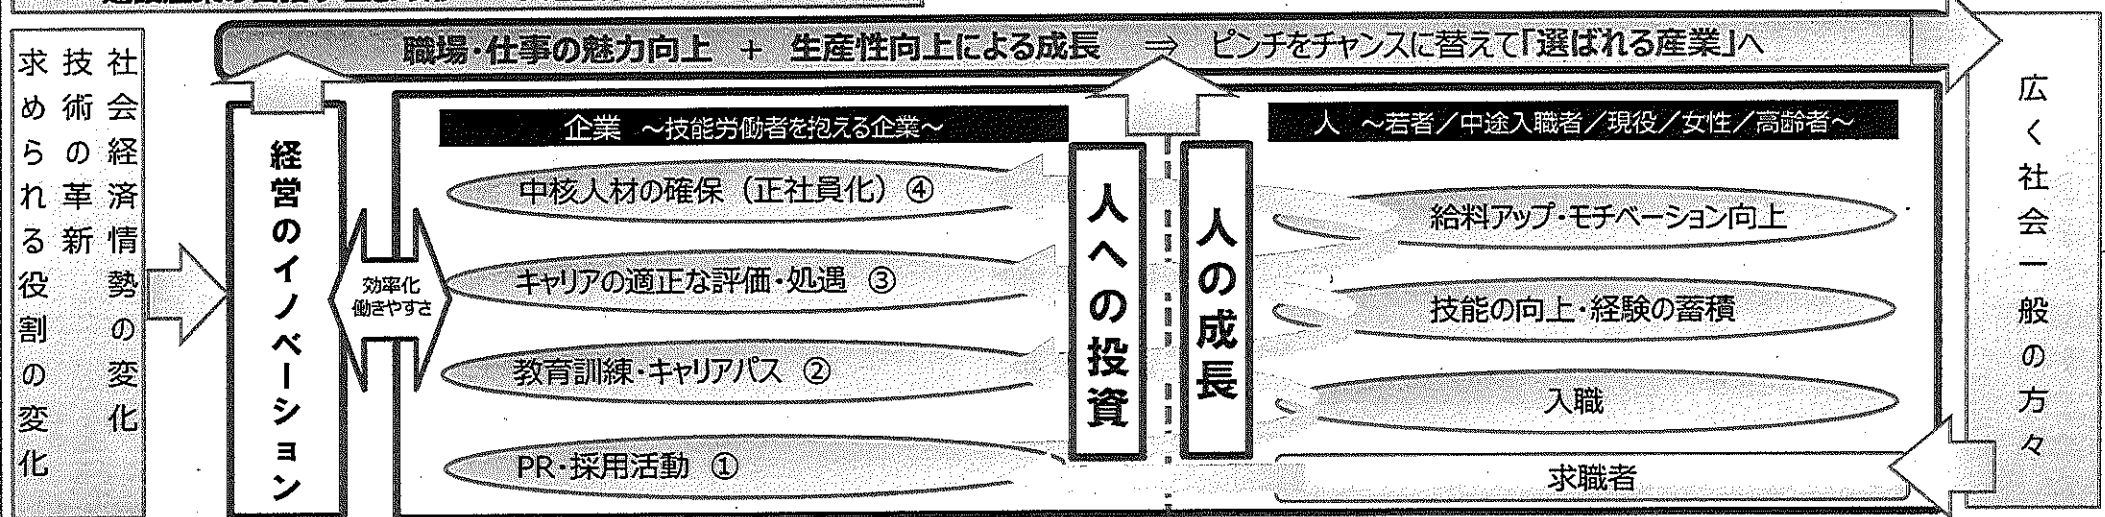 職場・仕事の魅力向上 + 生産性向上による成長 ⇒ ピンチをチャンスに替えて「選ばれる産業」へ
社会経済情勢の変化
技術の革新
求められる役割の変化
経営のイノベーション
効率化
働きやすさ
企業 ~技能労働者を抱える企業~
中核人材の確保（正社員化）④
キャリアの適正な評価・処遇 ③
教育訓練・キャリアパス ②
PR・採用活動 ①
人への投資
人の成長
人 ~若者/中途入職者/現役/女性/高齢者~
給料アップ・モチベーション向上
技能の向上・経験の蓄積
入職
求職者
広く社会一般の方々